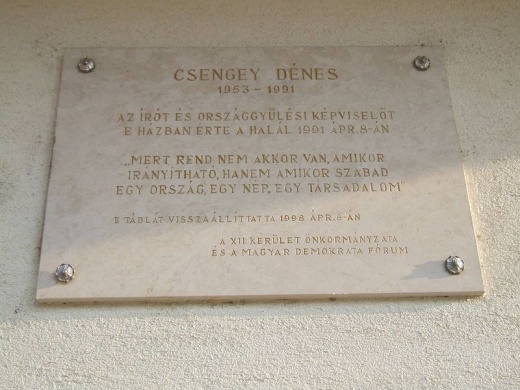 CSENGEY DÉNES
1953 - 1991
AZ ÍRÓT ÉS ORSZÁGGYŰLÉSI KÉPVISELŐT
E HÁZBAN ÉRTE A HALÁL 1991 ÁPR. 8-ÁN
„MERT REND NEM AKKOR VAN, AMIKOR
IRÁNYÍTHATÓ, HANEM AMIKOR SZABAD
EGY ORSZÁG, EGY NÉP, EGY TÁRSADALOM"
E TÁBLÁT VISSZAÁLLÍTTATTA 1998 ÁPR. 8-ÁN
A XII. KERÜLET ÖNKORMÁNYZATA
ÉS A MAGYAR DEMOKRATA FÓRUM